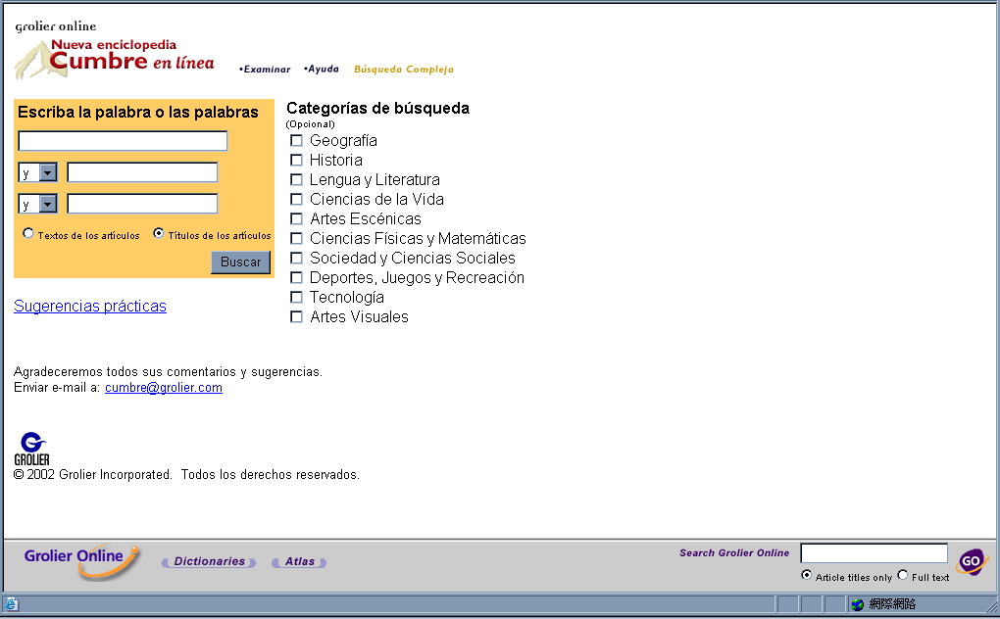 grolier online
Nueva enciclopedia
Cumbre en línea
•Examinar •Ayuda Búsqueda Compleja
Escriba la palabra o las palabras
y
y
Textos de los artículos Títulos de los artículos
Buscar
Sugerencias prácticas
Categorías de búsqueda
(Opcional)
Geografía
Historia
Lengua y Literatura
Ciencias de la Vida
Artes Escénicas
Ciencias Físicas y Matemáticas
Sociedad y Ciencias Sociales
Deportes, Juegos y Recreación
Tecnología
Artes Visuales
Agradeceremos todos sus comentarios y sugerencias.
Enviar e-mail a: cumbre@grolier.com
GROLIER
© 2002 Grolier Incorporated. Todos los derechos reservados.
Grolier Online Dictionaries Atlas
Search Grolier Online
GO
Article titles only Full text
網際網路